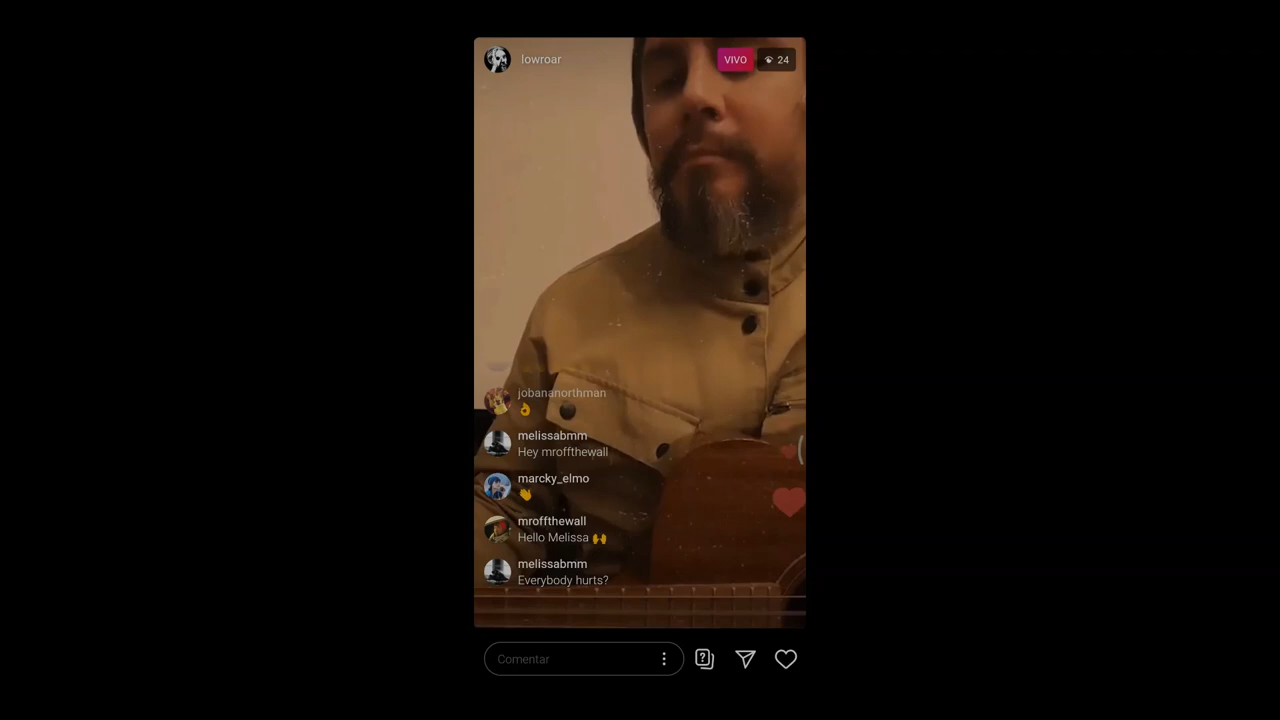 lowroar
VIVO
24
jobananorthman
melissabmm
Hey mroffthewall
marcky_elmo
mroffthewall
Hello Melissa
melissabmm
Everybody hurts?
Comentar